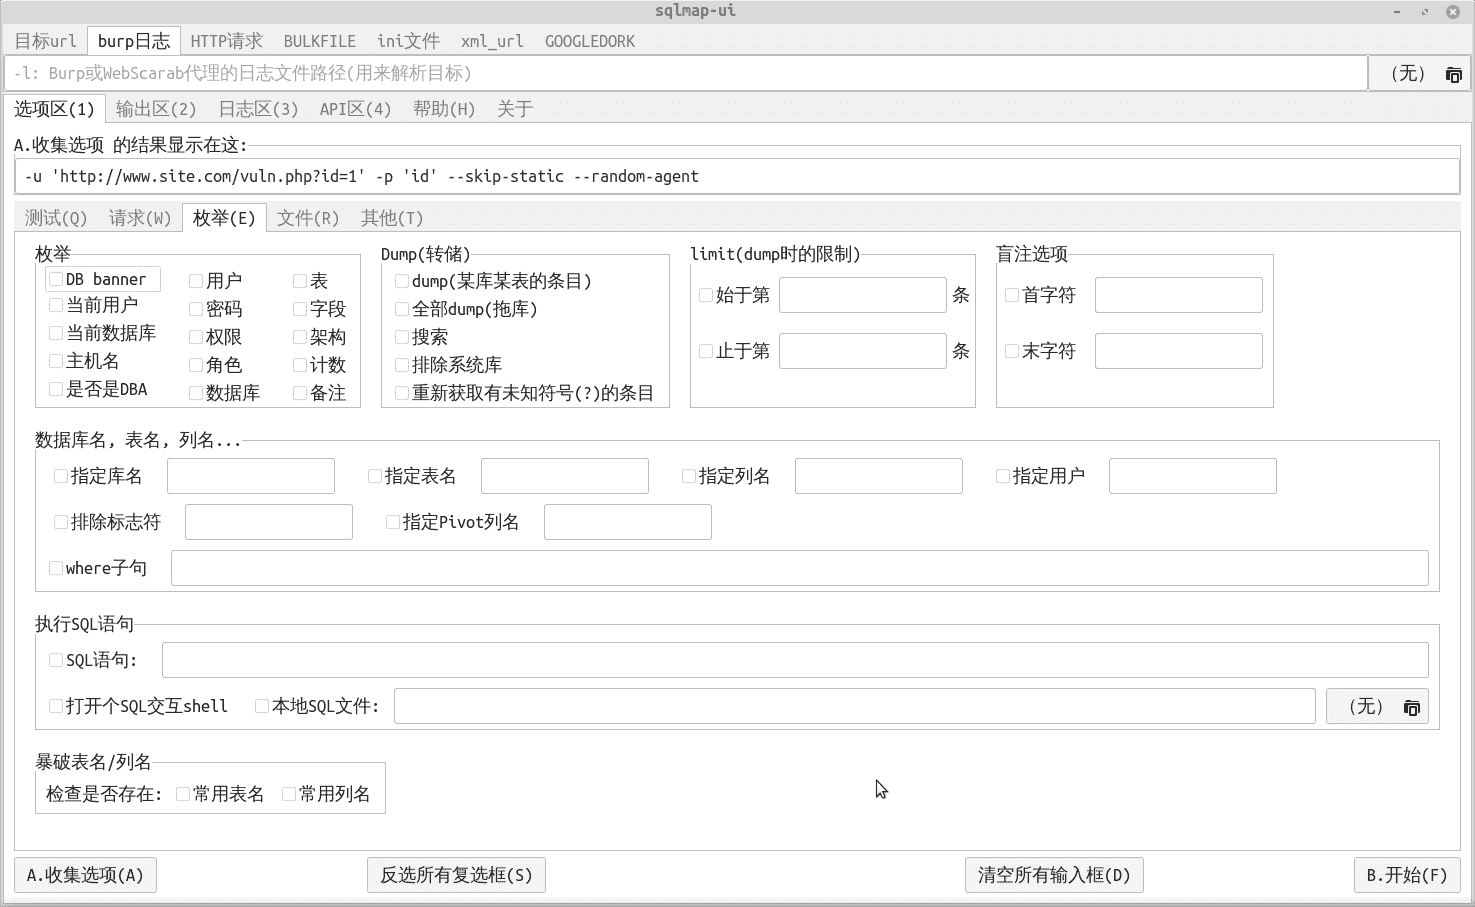 sqlmap-ui
目标url burp日志 HTTP请求 BULKFILE ini文件 xml_url GOOGLEDORK
-l: Burp或WebScarab代理的日志文件路径(用来解析目标) (无)
选项区(1) 输出区(2) 日志区(3) API区(4) 帮助(H) 关于
A.收集选项 的结果显示在这:
-u 'http://www.site.com/vuln.php?id=1' -p 'id' --skip-static --random-agent
测试(Q) 请求(W) 枚举(E) 文件(R) 其他(T)
枚举 Dump(转储) limit(dump时的限制) 盲注选项
DB banner 用户 表 dump(某库某表的条目) 始于第 条 首字符
当前用户 密码 字段 全部dump(拖库)
当前数据库 权限 架构 搜索 止于第 条 末字符
主机名 角色 计数 排除系统库
是否是DBA 数据库 备注 重新获取有未知符号(?)的条目
数据库名, 表名, 列名...
指定库名 指定表名 指定列名 指定用户
排除标志符 指定Pivot列名
where子句
执行SQL语句
SQL语句:
打开个SQL交互shell 本地SQL文件: (无)
暴破表名/列名
检查是否存在: 常用表名 常用列名
A.收集选项(A) 反选所有复选框(S) 清空所有输入框(D) B.开始(F)